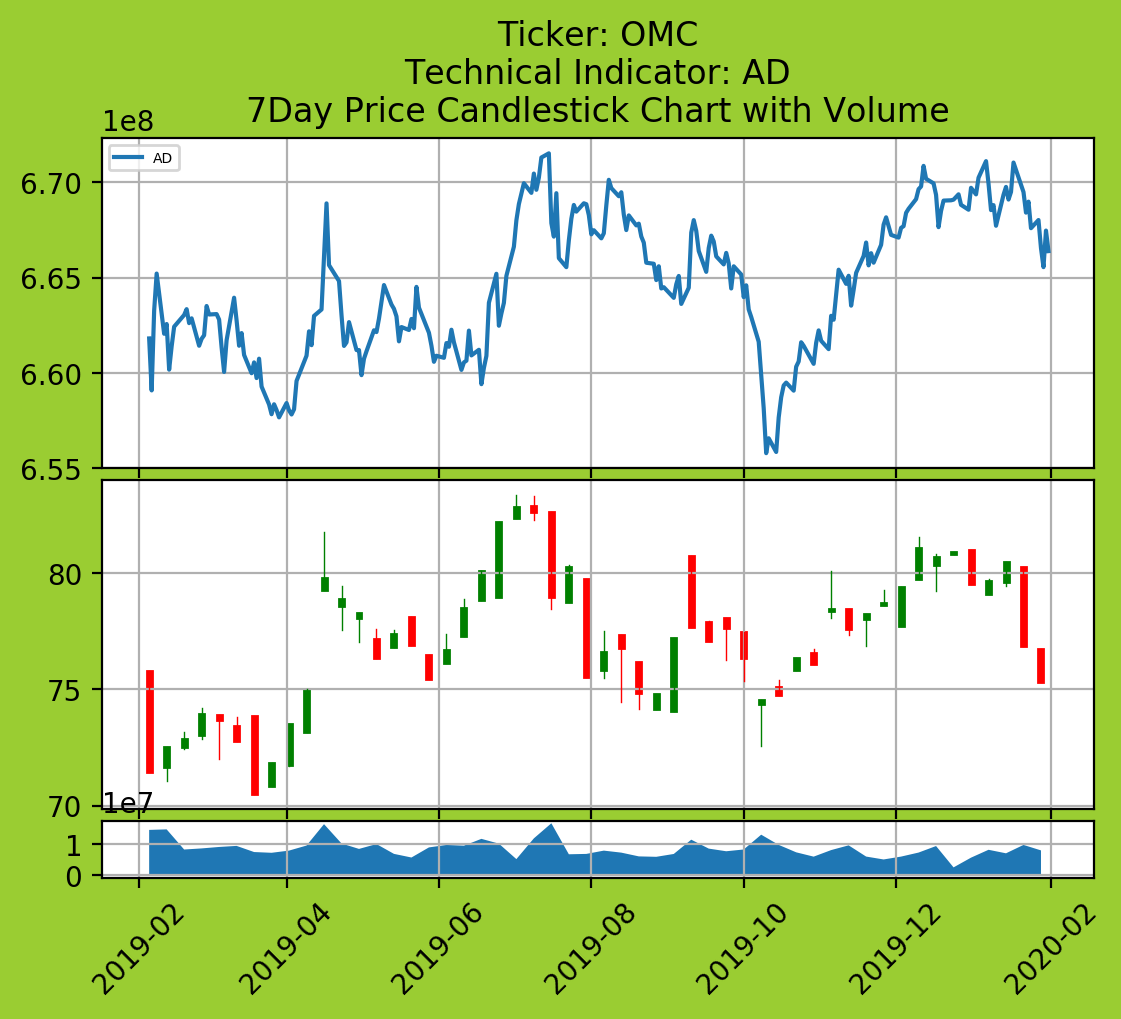 Ticker: OMC
Technical Indicator: AD
7Day Price Candlestick Chart with Volume
1e8
AD
6.70
6.65
6.60
6.55
80
75
70
1e7
1
0
2019-02
2019-04
2019-06
2019-08
2019-10
2019-12
2020-02